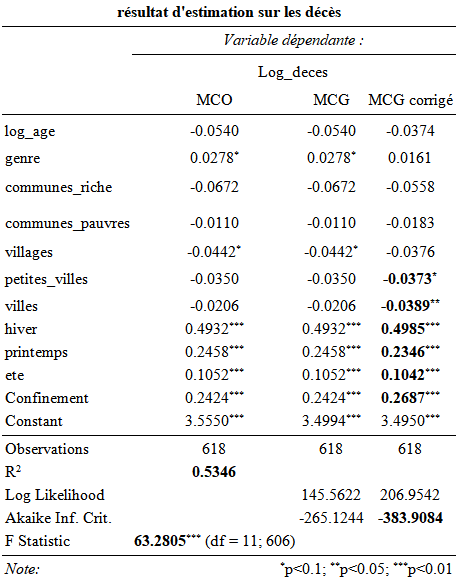 résultat d'estimation sur les décès
Variable dépendante :
Log_deces
MCO MCG MCG corrigé
log_age -0.0540 -0.0540 -0.0374
genre 0.0278* 0.0278* 0.0161
communes_riche -0.0672 -0.0672 -0.0558
communes_pauvres -0.0110 -0.0110 -0.0183
villages -0.0442* -0.0442* -0.0376
petites_villes -0.0350 -0.0350 -0.0373*
villes -0.0206 -0.0206 -0.0389**
hiver 0.4932*** 0.4932*** 0.4985***
printemps 0.2458*** 0.2458*** 0.2346***
ete 0.1052*** 0.1052*** 0.1042***
Confinement 0.2424*** 0.2424*** 0.2687***
Constant 3.5550*** 3.4994*** 3.4950***
Observations 618 618 618
R² 0.5346
Log Likelihood 145.5622 206.9542
Akaike Inf. Crit. -265.1244 -383.9084
F Statistic 63.2805*** (df = 11; 606)
Note: *p<0.1; **p<0.05; ***p<0.01